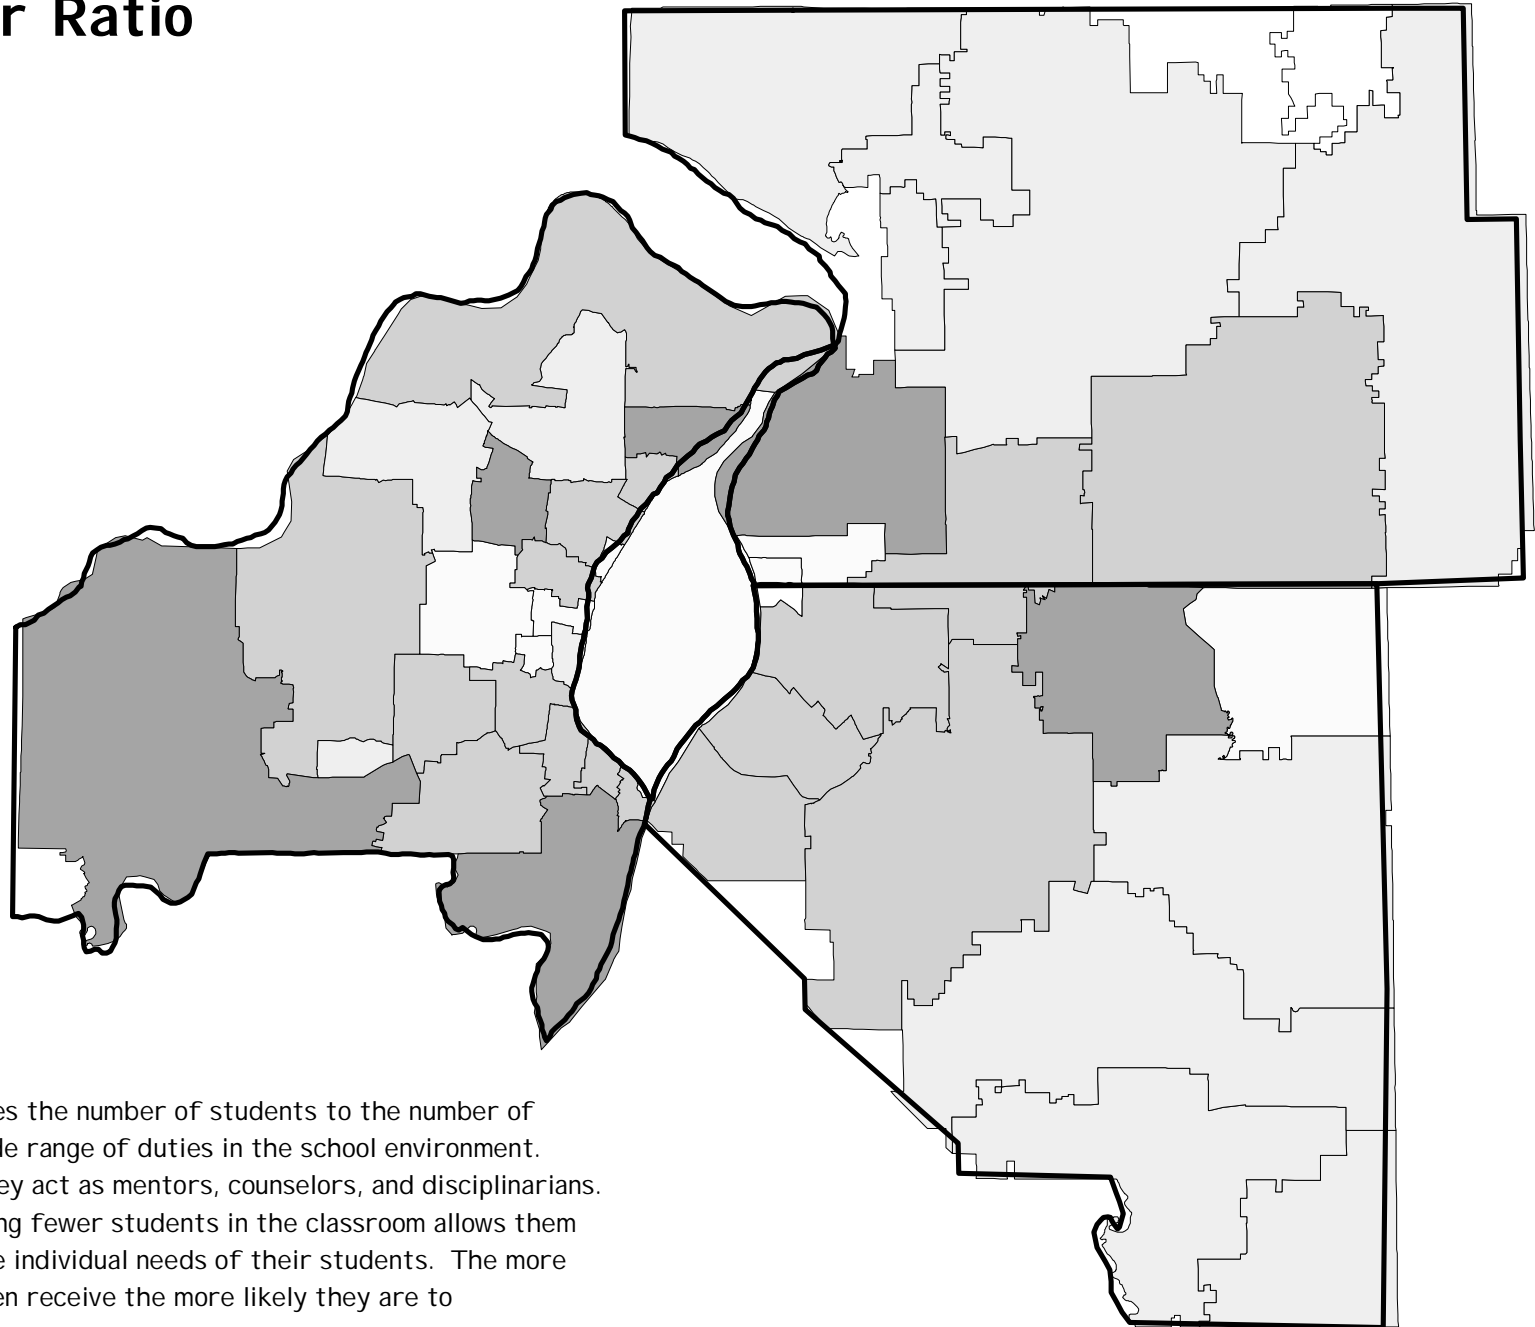 r Ratio
es the number of students to the number of
de range of duties in the school environment.
ey act as mentors, counselors, and disciplinarians.
ng fewer students in the classroom allows them
e individual needs of their students. The more
en receive the more likely they are to